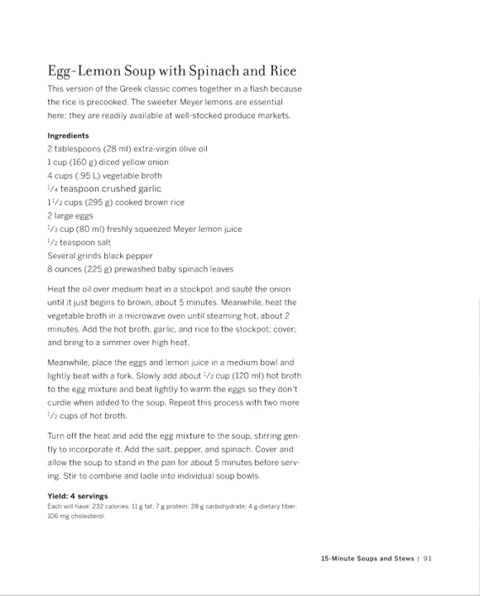 Egg-Lemon Soup with Spinach and Rice
This version of the Greek classic comes together in a flash because
the rice is precooked. The sweeter Meyer lemons are essential
here; they are readily available at well-stocked produce markets.
Ingredients
2 tablespoons (28 ml) extra-virgin olive oil
1 cup (160 g) diced yellow onion
4 cups (.95 L) vegetable broth
1/4 teaspoon crushed garlic
1 1/2 cups (295 g) cooked brown rice
2 large eggs
1/3 cup (80 ml) freshly squeezed Meyer lemon juice
1/2 teaspoon salt
Several grinds black pepper
8 ounces (225 g) prewashed baby spinach leaves
Heat the oil over medium heat in a stockpot and sauté the onion
until it just begins to brown, about 5 minutes. Meanwhile, heat the
vegetable broth in a microwave oven until steaming hot, about 2
minutes. Add the hot broth, garlic, and rice to the stockpot; cover;
and bring to a simmer over high heat.
Meanwhile, place the eggs and lemon juice in a medium bowl and
lightly beat with a fork. Slowly add about 1/2 cup (120 ml) hot broth
to the egg mixture and beat lightly to warm the eggs so they don't
curdle when added to the soup. Repeat this process with two more
1/2 cups of hot broth.
Turn off the heat and add the egg mixture to the soup, stirring gen-
tly to incorporate it. Add the salt, pepper, and spinach. Cover and
allow the soup to stand in the pan for about 5 minutes before serv-
ing. Stir to combine and ladle into individual soup bowls.
Yield: 4 servings
Each will have: 232 calories; 11 g fat; 7 g protein; 28 g carbohydrate; 4 g dietary fiber;
106 mg cholesterol.
15-Minute Soups and Stews | 91